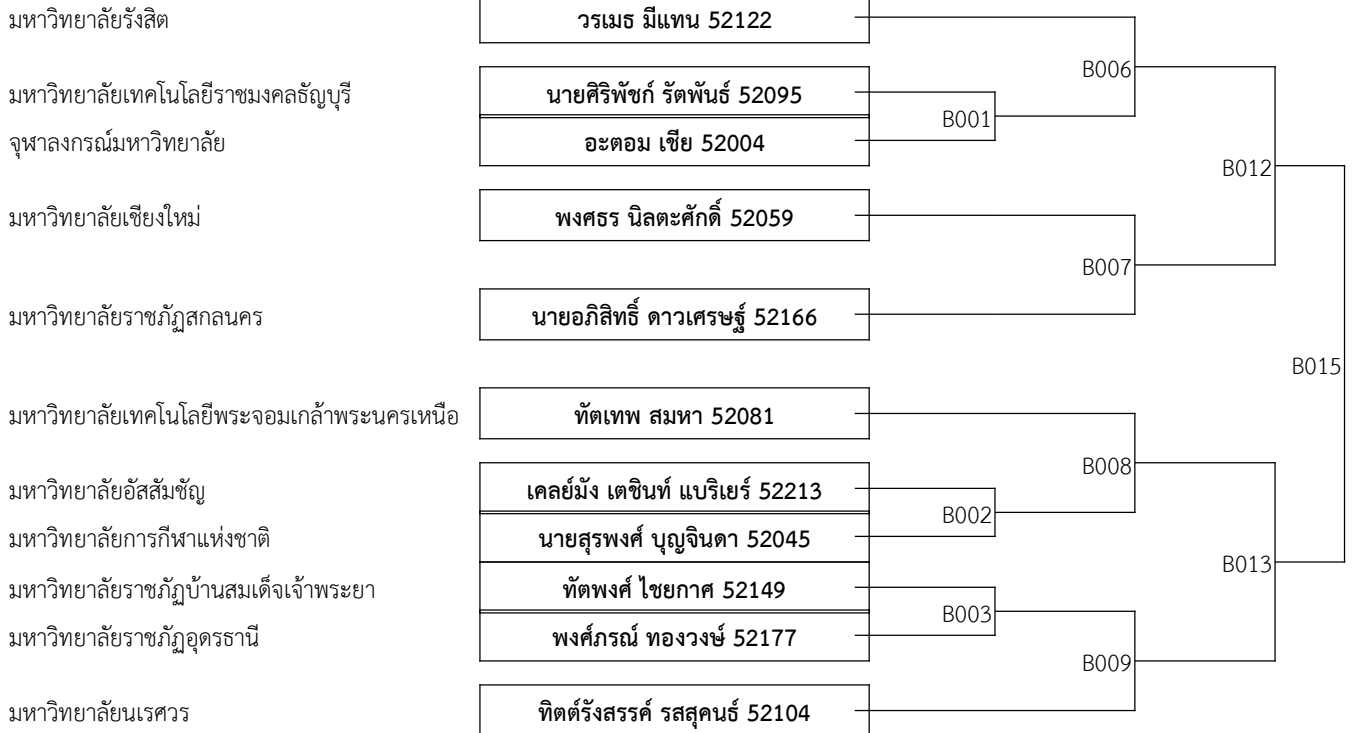 มหาวิทยาลัยรังสิต วรเมธ มีแทน 52122
B006
มหาวิทยาลัยเทคโนโลยีราชมงคลธัญบุรี นายศิริพัชก์ รัตพันธ์ 52095
B001
จุฬาลงกรณ์มหาวิทยาลัย อะตอม เชีย 52004
B012
มหาวิทยาลัยเชียงใหม่ พงศธร นิลตะศักดิ์ 52059
B007
มหาวิทยาลัยราชภัฏสกลนคร นายอภิสิทธิ์ ดาวเศรษฐ์ 52166
B015
มหาวิทยาลัยเทคโนโลยีพระจอมเกล้าพระนครเหนือ ทัตเทพ สมหา 52081
B008
มหาวิทยาลัยอัสสัมชัญ เคลย์มัง เตชินท์ แบริเยร์ 52213
B002
มหาวิทยาลัยการกีฬาแห่งชาติ นายสุรพงศ์ บุญจินดา 52045
B013
มหาวิทยาลัยราชภัฏบ้านสมเด็จเจ้าพระยา ทัตพงศ์ ไชยกาศ 52149
B003
มหาวิทยาลัยราชภัฏอุดรธานี พงศ์ภรณ์ ทองวงษ์ 52177
B009
มหาวิทยาลัยนเรศวร ทิตต์รังสรรค์ รสสุคนธ์ 52104